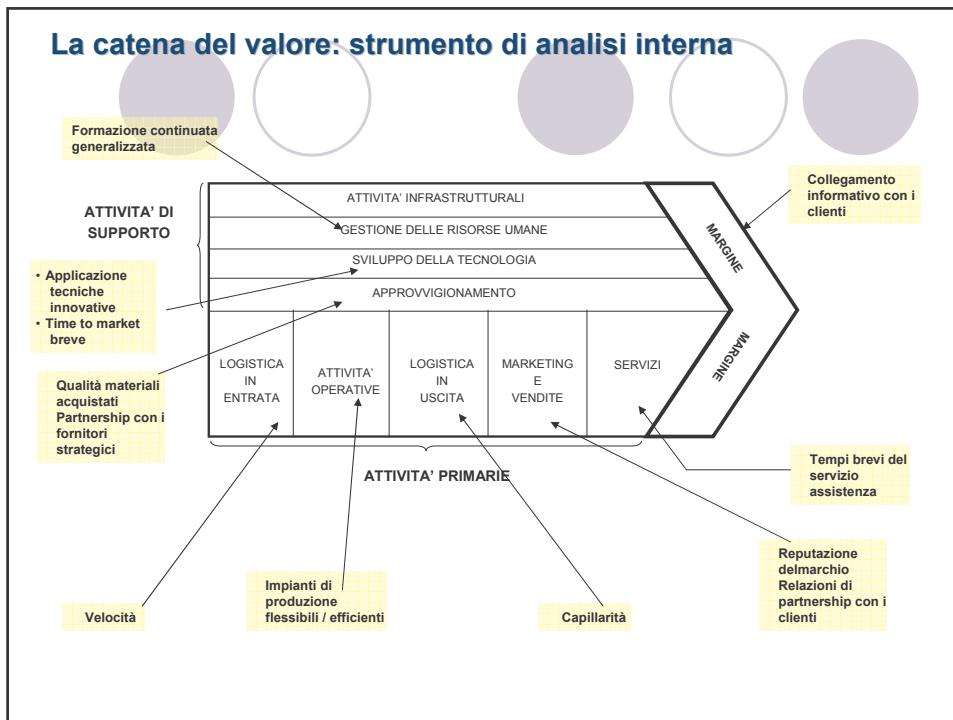 La catena del valore: strumento di analisi interna
Formazione continuata
generalizzata
Collegamento
informativo con i
clienti
ATTIVITA' DI
SUPPORTO
ATTIVITA' INFRASTRUTTURALI
GESTIONE DELLE RISORSE UMANE
SVILUPPO DELLA TECNOLOGIA
APPROVVIGIONAMENTO
MARGINE
MARGINE
• Applicazione
tecniche
innovative
• Time to market
breve
Qualità materiali
acquistati
Partnership con i
fornitori
strategici
LOGISTICA
IN
ENTRATA
ATTIVITA'
OPERATIVE
LOGISTICA
IN
USCITA
MARKETING
E
VENDITE
SERVIZI
ATTIVITA' PRIMARIE
Tempi brevi del
servizio
assistenza
Velocità
Impianti di
produzione
flessibili / efficienti
Capillarità
Reputazione
delmarchio
Relazioni di
partnership con i
clienti